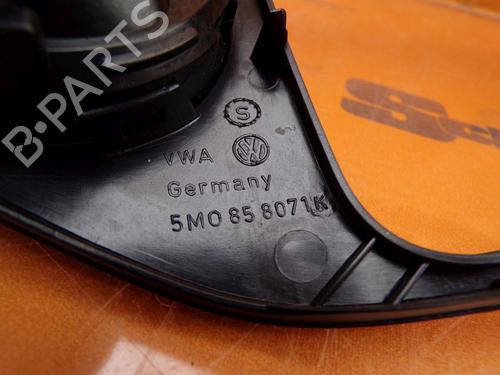 B-PARTS
S
VWA
Germany
5M0 85 8071K